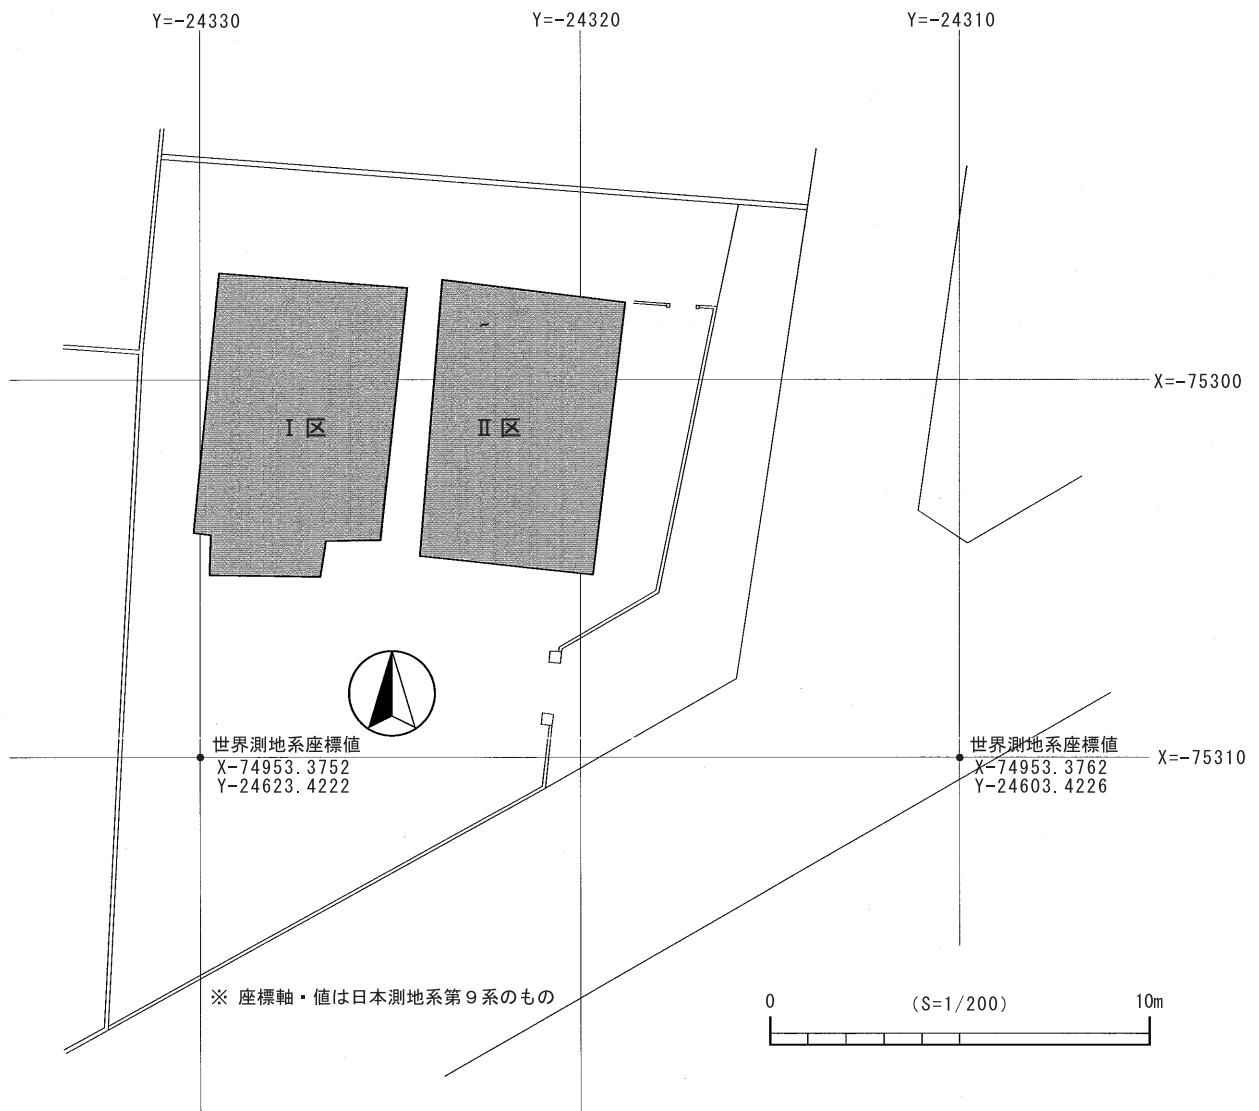 Y=-24330
Y=-24320
Y=-24310
X=-75300
Ⅰ区
Ⅱ区
世界測地系座標値
X-74953.3752
Y-24623.4222
世界測地系座標値
X-74953.3762
Y-24603.4226
X=-75310
※ 座標軸・値は日本測地系第9系のもの
0
(S=1/200)
10m